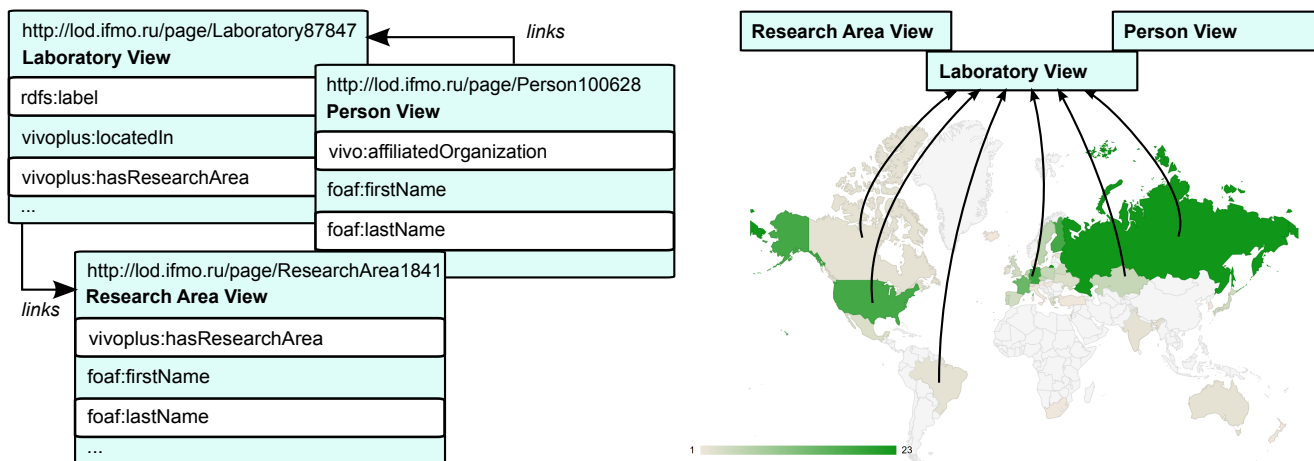 http://lod.ifmo.ru/page/Laboratory87847
Laboratory View
rdfs:label
vivoplus:locatedIn
vivoplus:hasResearchArea
...
links
http://lod.ifmo.ru/page/Person100628
Person View
vivo:affiliatedOrganization
foaf:firstName
foaf:lastName
links
http://lod.ifmo.ru/page/ResearchArea1841
Research Area View
vivoplus:hasResearchArea
foaf:firstName
foaf:lastName
...
Research Area View
Person View
Laboratory View
1
23